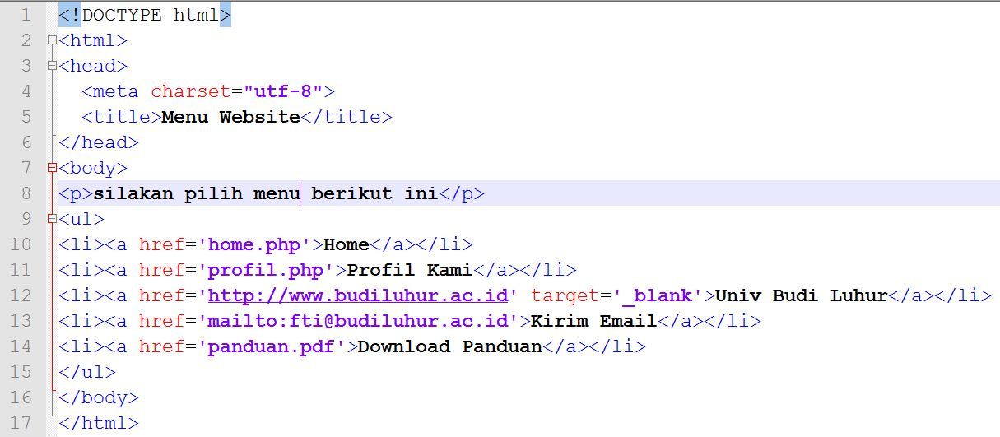 1 <!DOCTYPE html>
2 <html>
3 <head>
4   <meta charset="utf-8">
5   <title>Menu Website</title>
6 </head>
7 <body>
8 <p>silakan pilih menu berikut ini</p>
9 <ul>
10 <li><a href='home.php'>Home</a></li>
11 <li><a href='profil.php'>Profil Kami</a></li>
12 <li><a href='http://www.budiluhur.ac.id' target='_blank'>Univ Budi Luhur</a></li>
13 <li><a href='mailto:fti@budiluhur.ac.id'>Kirim Email</a></li>
14 <li><a href='panduan.pdf'>Download Panduan</a></li>
15 </ul>
16 </body>
17 </html>